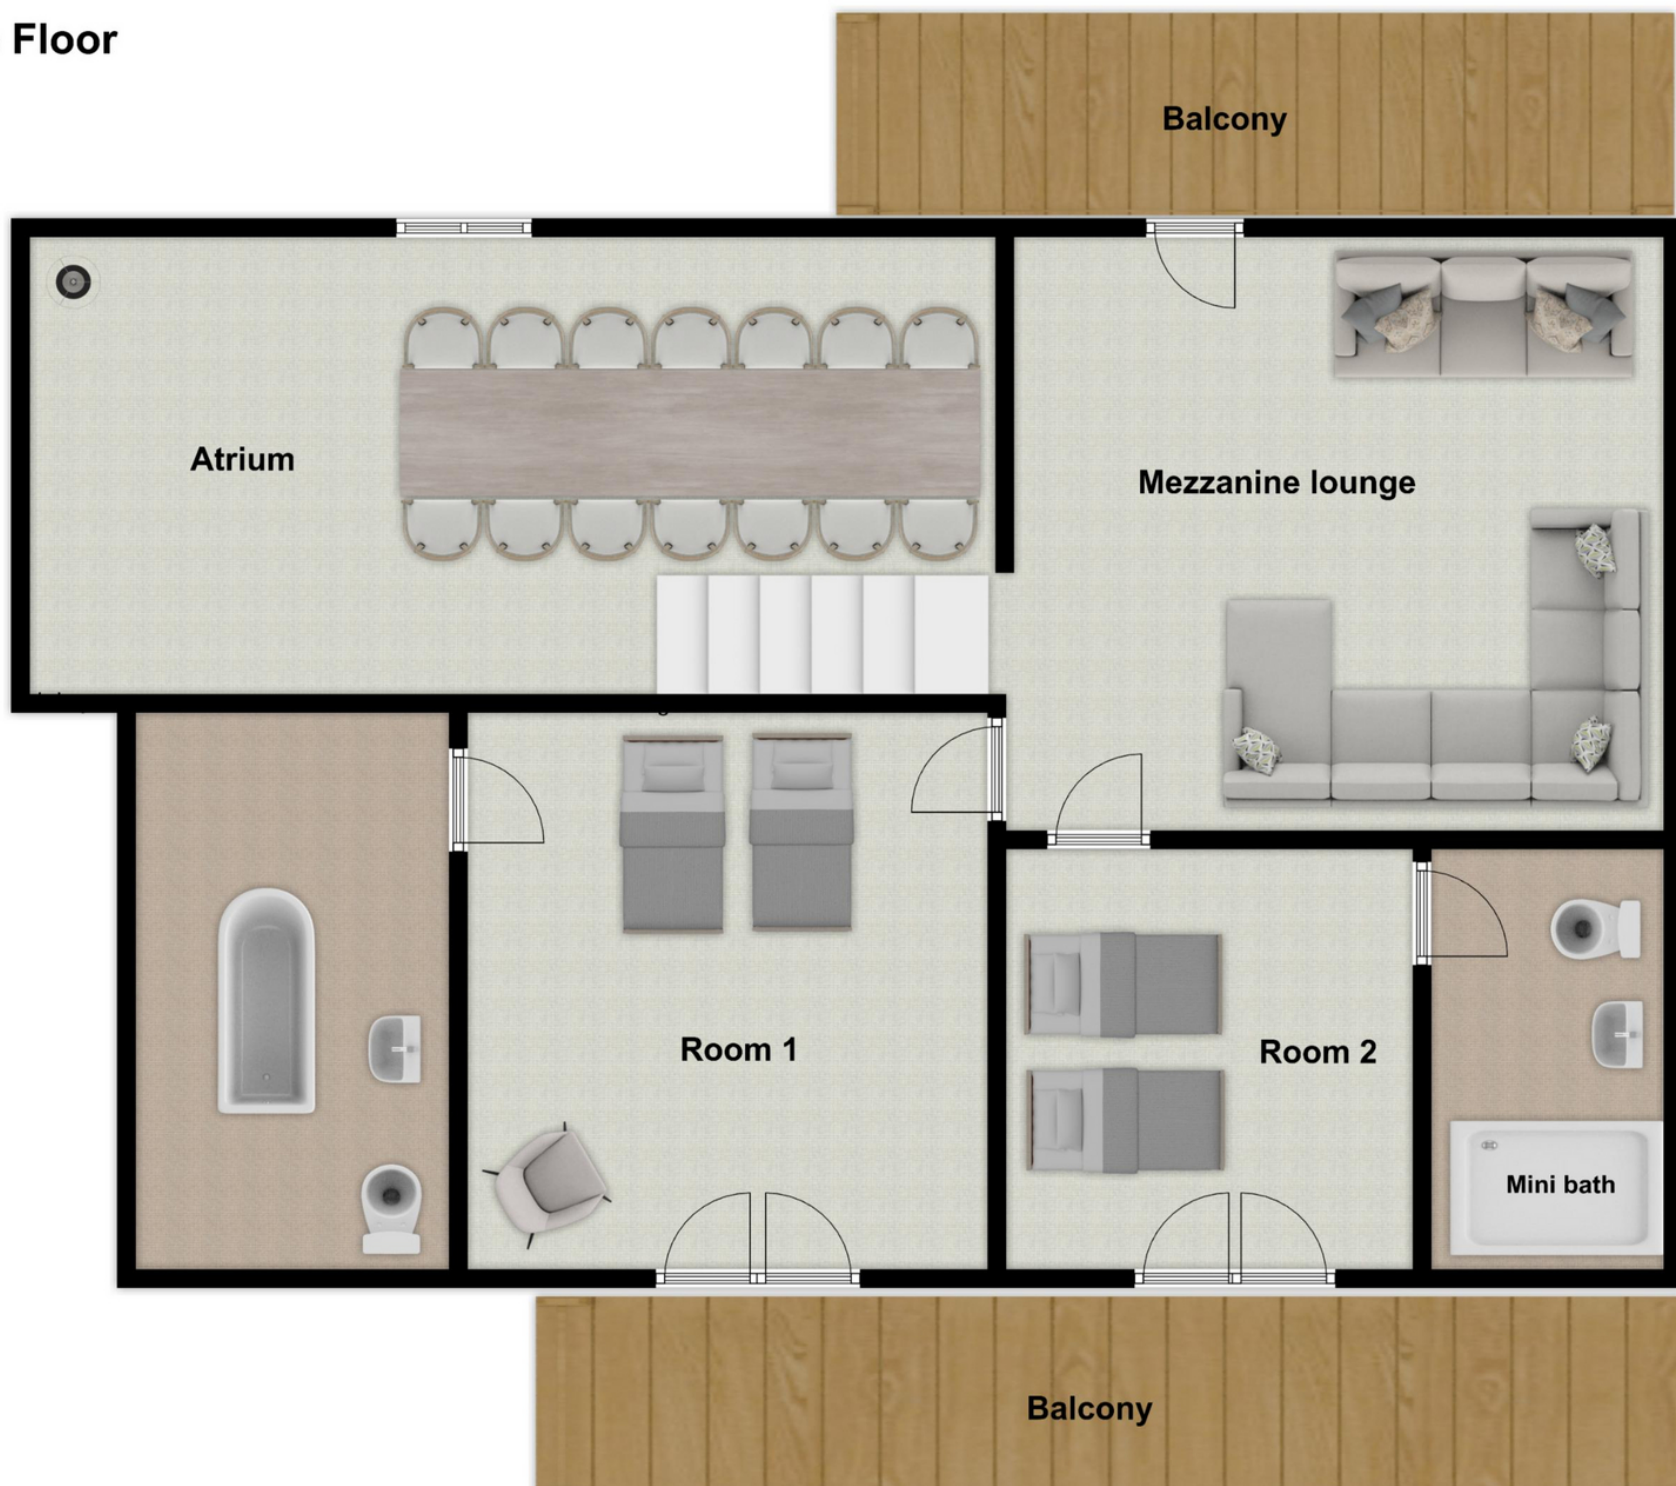 Floor
Balcony
Atrium
Mezzanine lounge
Room 1
Room 2
Mini bath
Balcony